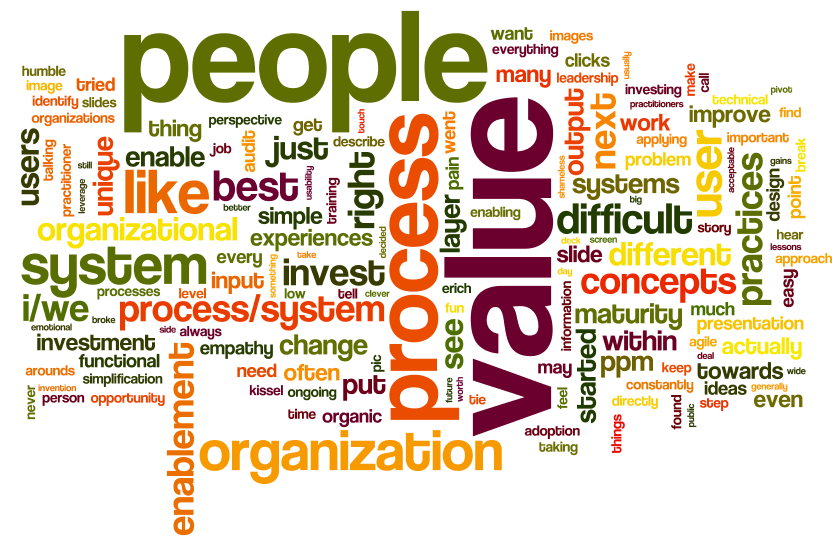 people
value
process
organization
system
process/system
like
best
right
just
enable
unique
tried
users
talking
practitioner
still
leverage
humble
image
identify
slides
organizations
thing
perspective
job
audit
get
touch
describe
better
usability
training
simple
organizational
experiences
decided
every
take
processes
input
something
invest
i/we
level
low
tell
clever
emotional
broke
side
always
investment
functional
empathy
change
pic
arounds
simplification
need
often
put
never
invention
person
opportunity
kissel
ongoing
time
organic
enablement
went
pain
layer
enabling
erich
fun
see
future
worth
tie
want
images
everything
clicks
usually
many
leadership
investing
make
call
practitioners
technical
pivot
output
next
work
improve
find
applying
important
problem
user
acceptable
gains
break
shameless
systems
big
design
point
practices
difficult
story
deck
screen
hear
lessons
slide
different
approach
day
concepts
easy
information
maturity
much
presentation
within
agile
actually
may
started
ppm
keep
deal
towards
wide
feel
constantly
ideas
generally
directly
found
public
step
even
adoption
taking
things